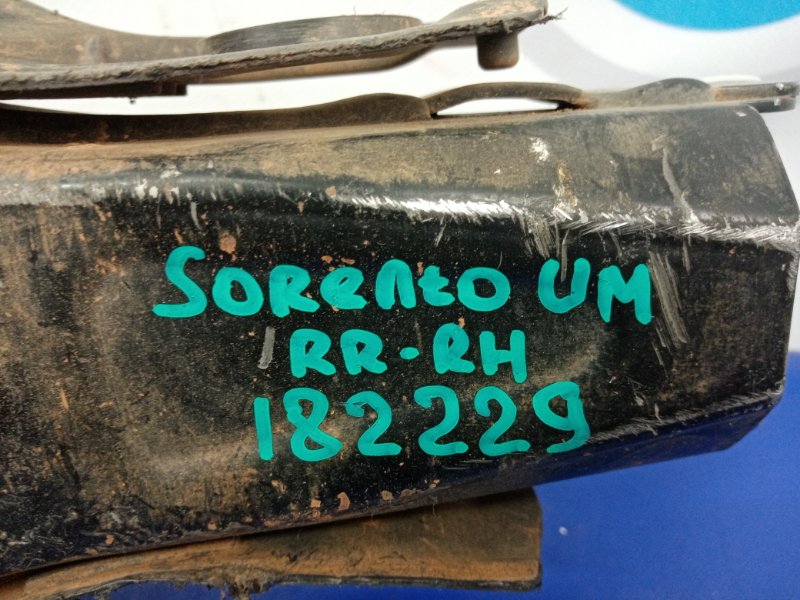 Sorento UM
RR-RH
182229